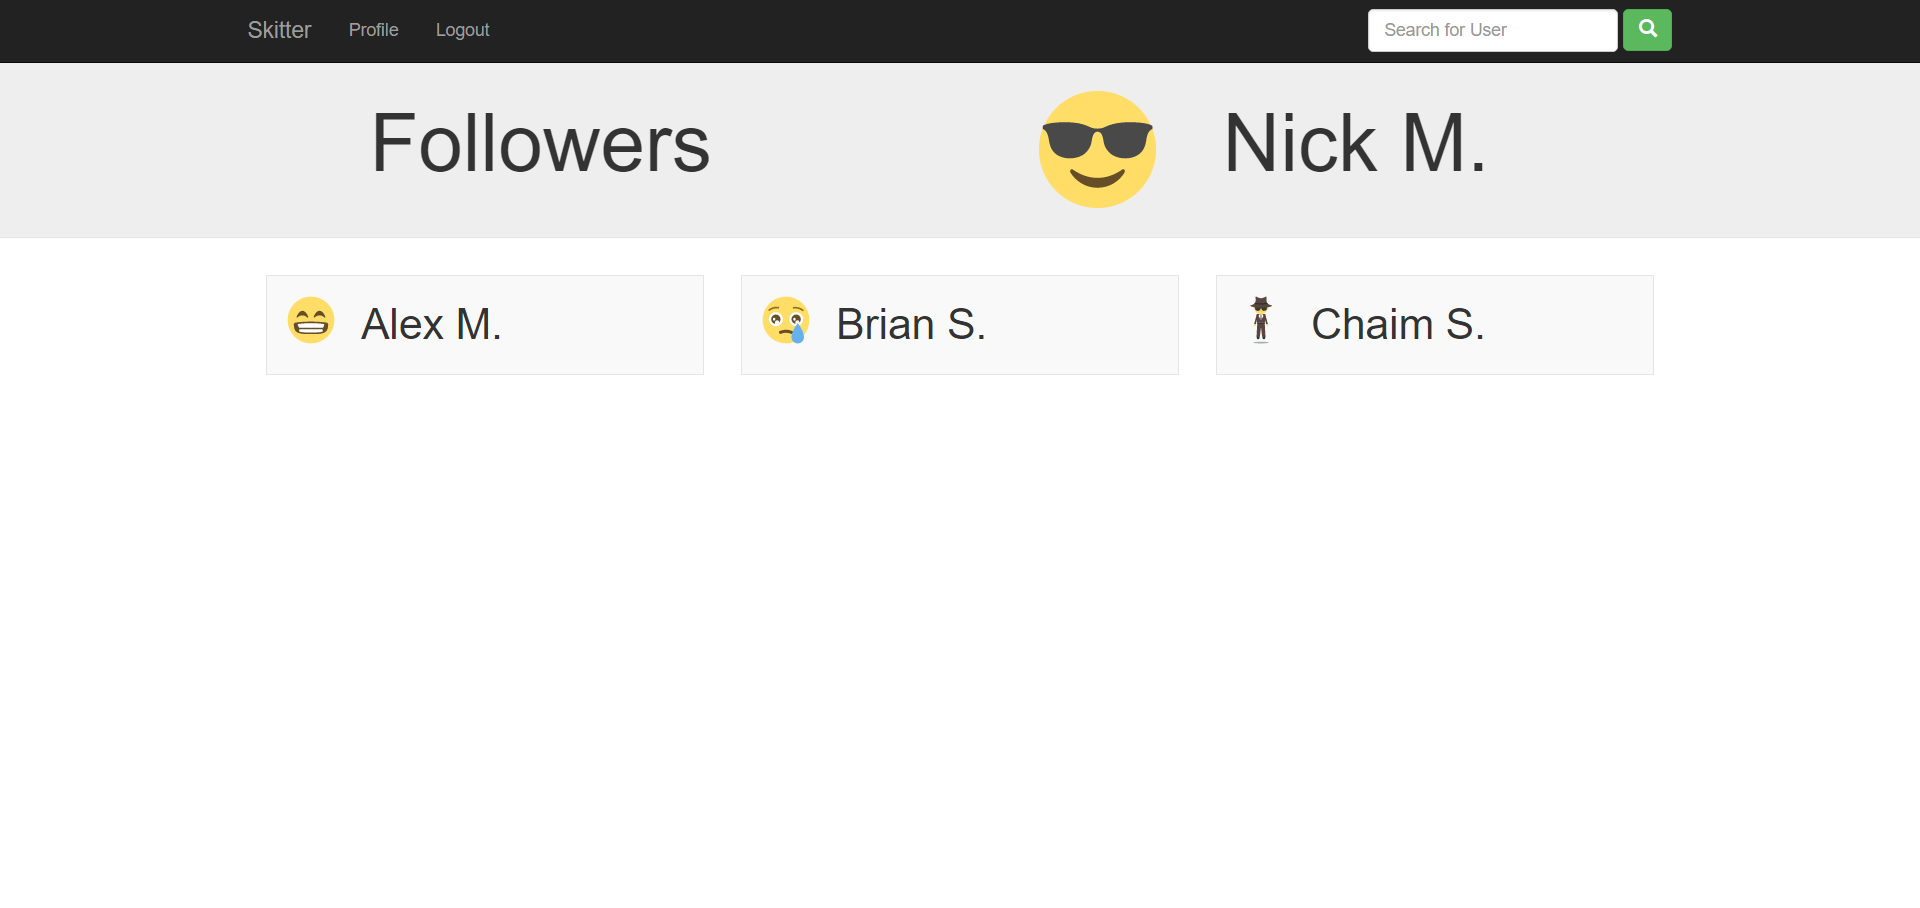 Skitter Profile Logout Search for User
Followers Nick M.
Alex M. Brian S. Chaim S.